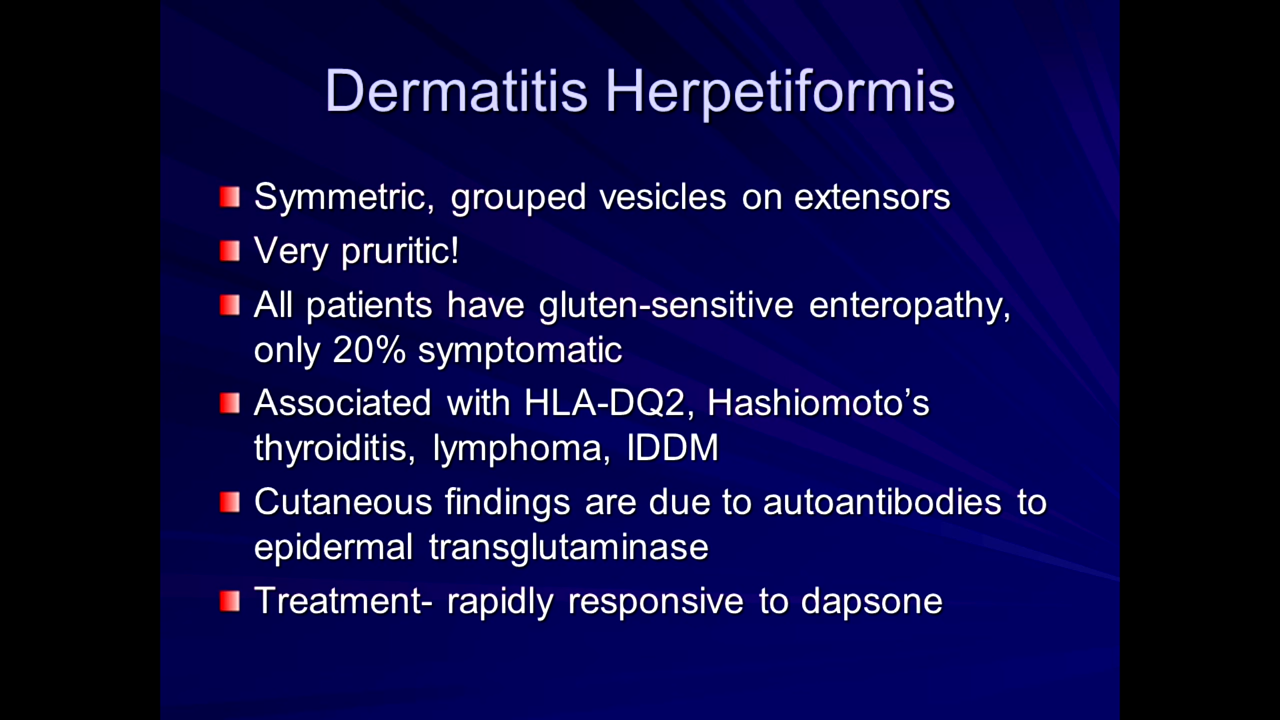 Dermatitis Herpetiformis
Symmetric, grouped vesicles on extensors
Very pruritic!
All patients have gluten-sensitive enteropathy,
only 20% symptomatic
Associated with HLA-DQ2, Hashiomoto’s
thyroiditis, lymphoma, IDDM
Cutaneous findings are due to autoantibodies to
epidermal transglutaminase
Treatment- rapidly responsive to dapsone